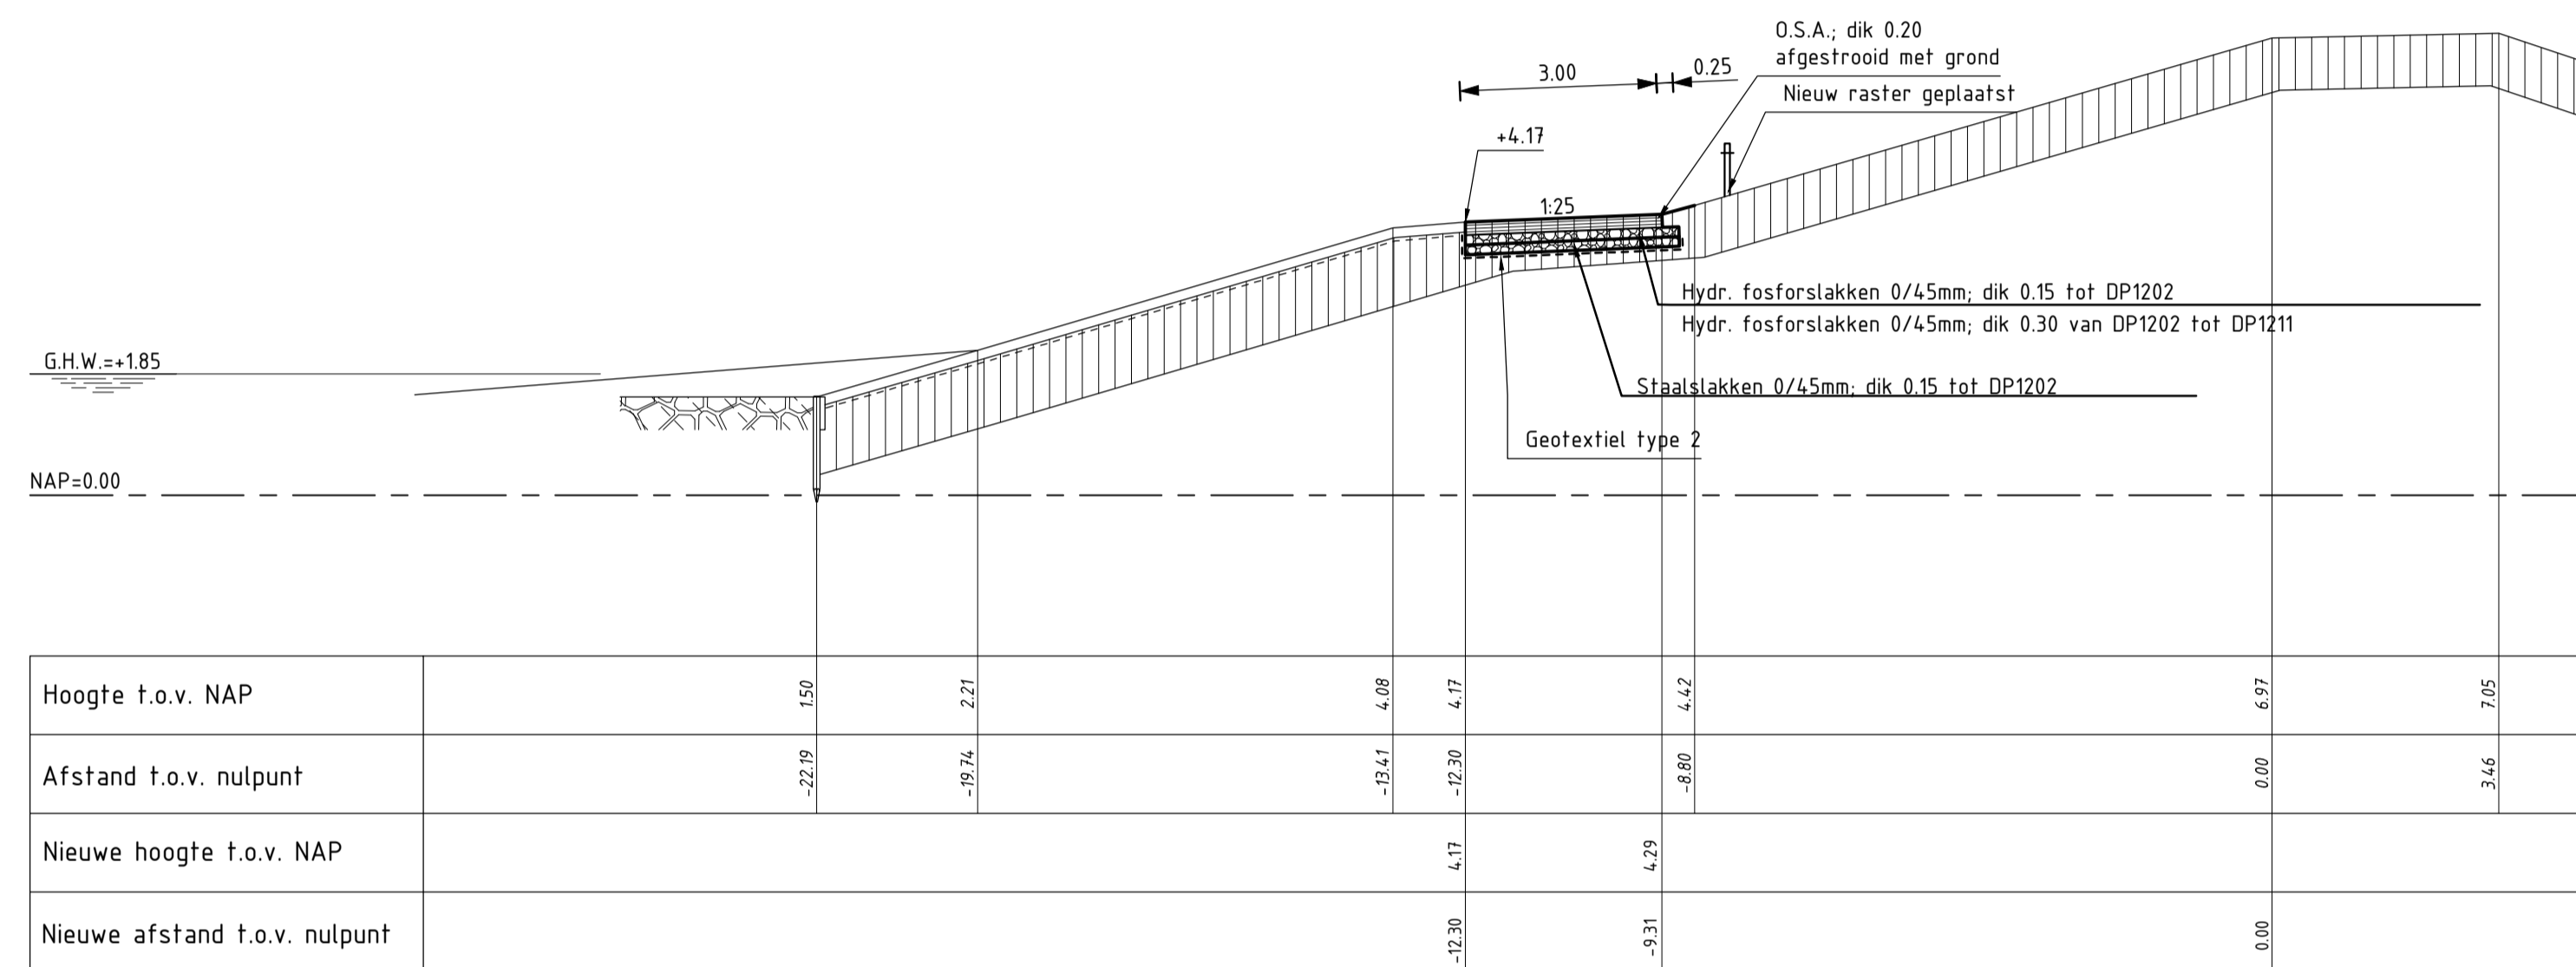 O.S.A.; dik 0.20
afgestrooid met grond
3.00
0.25
Nieuw raster geplaatst
+4.17
1:25
Hydr. fosforslakken 0/45mm; dik 0.15 tot DP1202
Hydr. fosforslakken 0/45mm; dik 0.30 van DP1202 tot DP1211
G.H.W.=+1.85
Staalslakken 0/45mm; dik 0.15 tot DP1202
Geotextiel type 2
NAP=0.00
Hoogte t.o.v. NAP 1.50 2.21 4.08 4.17 4.42 6.97 7.05
Afstand t.o.v. nulpunt -22.19 -19.74 -13.41 -12.30 -8.80 0.00 3.46
Nieuwe hoogte t.o.v. NAP 4.17 4.29
Nieuwe afstand t.o.v. nulpunt -12.30 -9.31 0.00